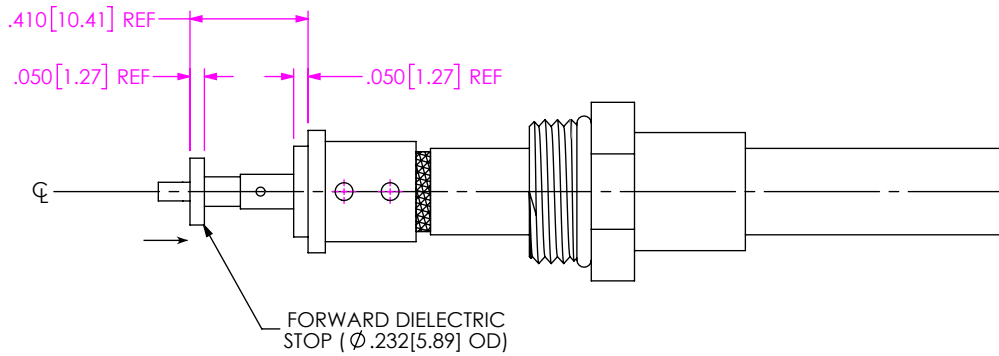 .410[10.41] REF
.050[1.27] REF
.050[1.27] REF
℄
FORWARD DIELECTRIC
STOP (⌀.232[5.89] OD)